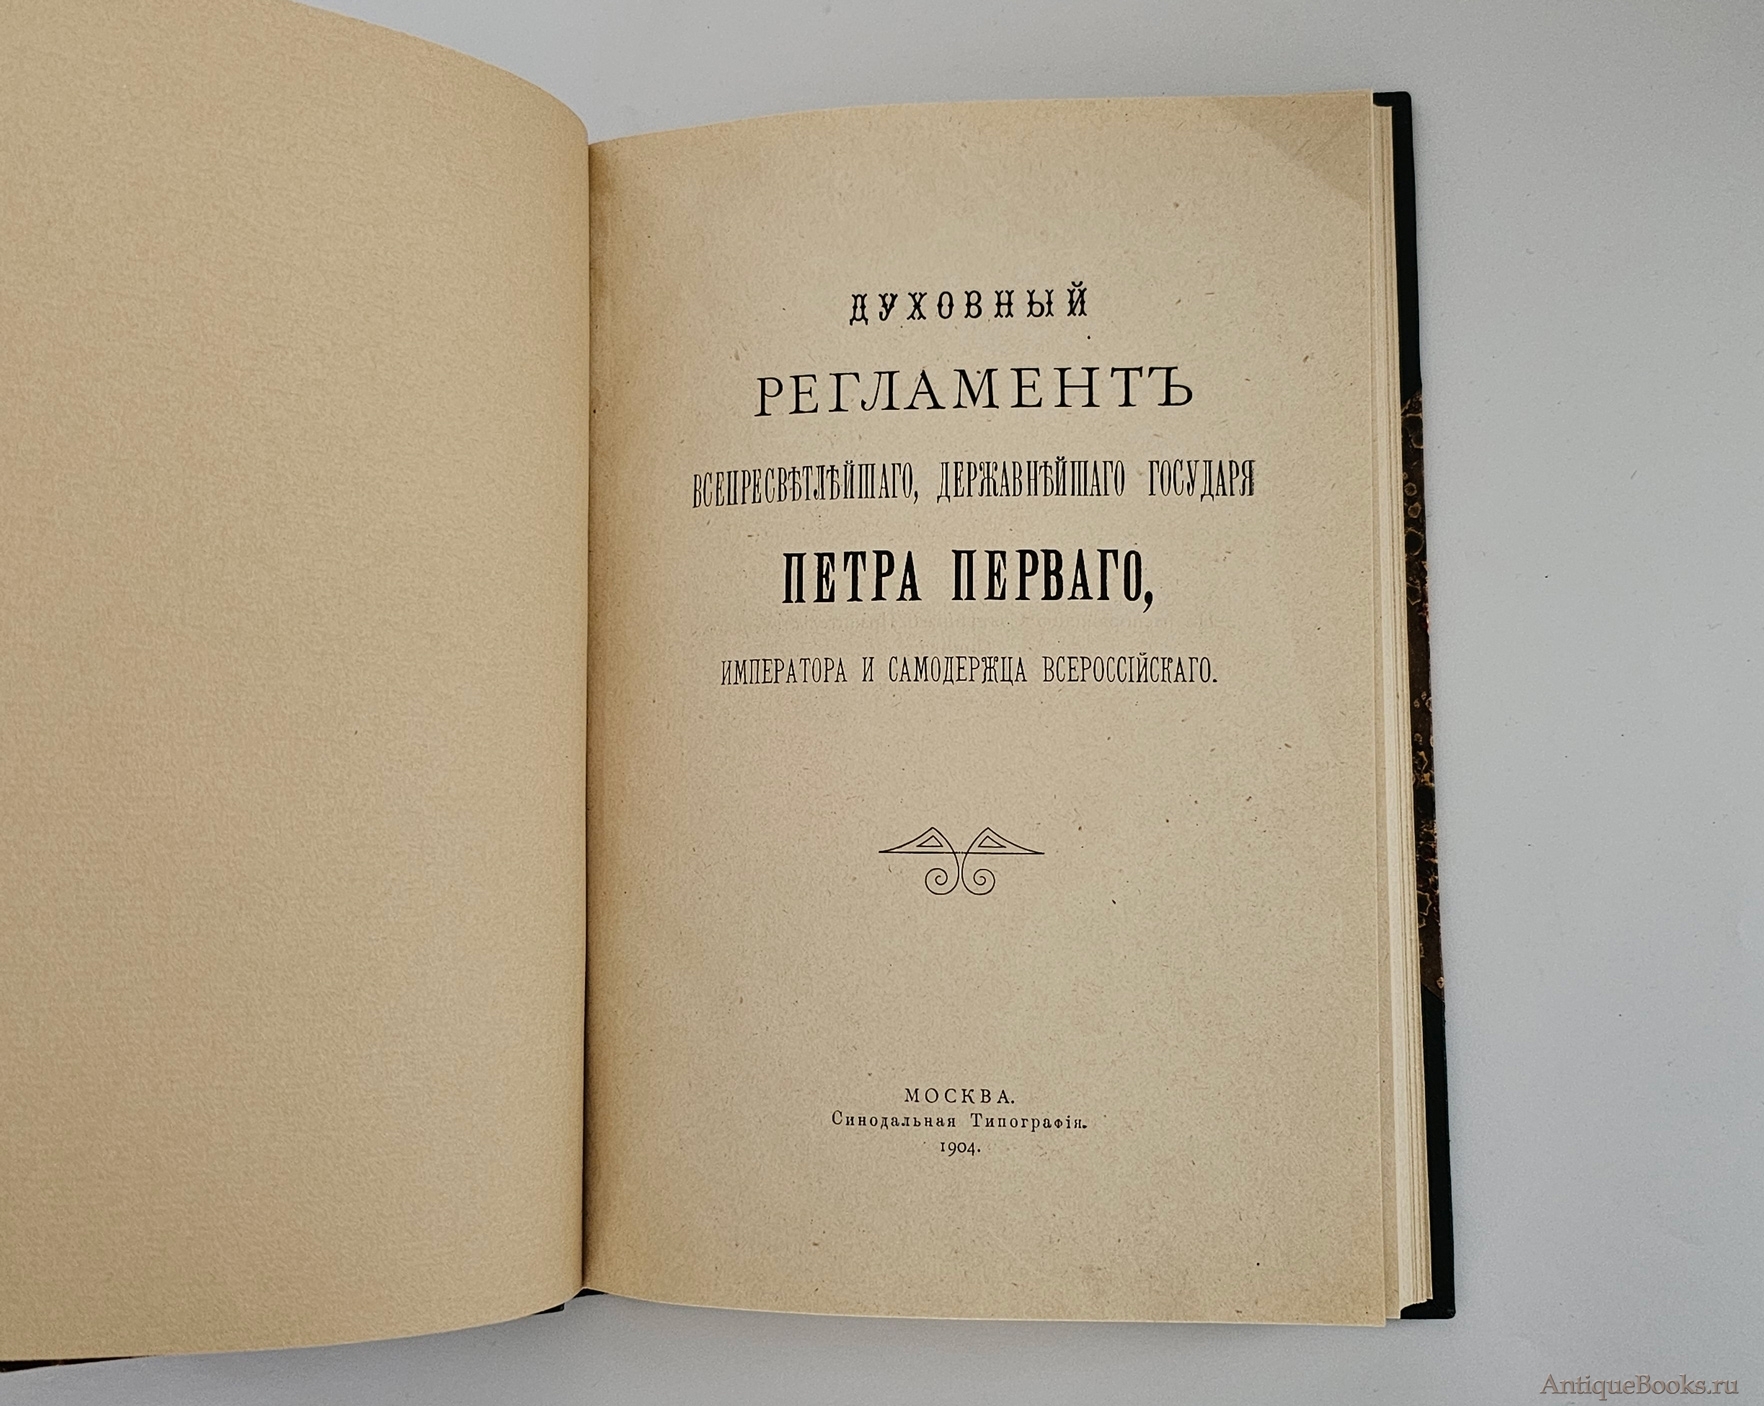 ДУХОВНЫЙ
РЕГЛАМЕНТЪ
ВСЕПРЕСВѢТЛѢЙШАГО, ДЕРЖАВНѢЙШАГО ГОСУДАРЯ
ПЕТРА ПЕРВАГО,
ИМПЕРАТОРА И САМОДЕРЖЦА ВСЕРОССІЙСКАГО.
МОСКВА.
Синодальная Типографія.
1904.
AntiqueBooks.ru